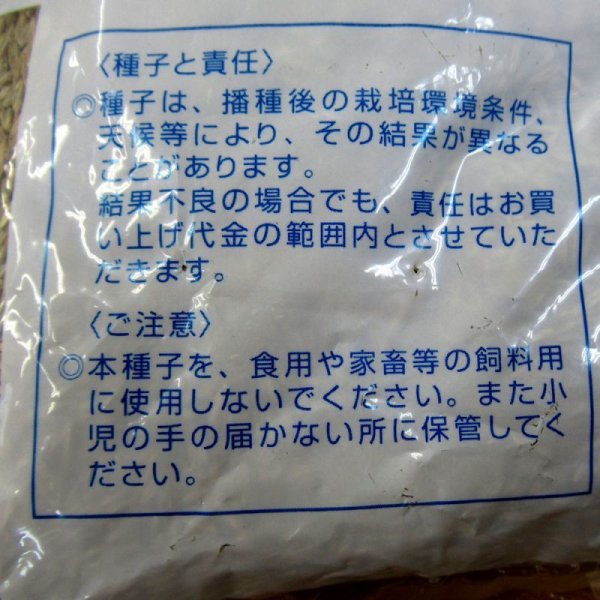 〈種子と責任〉
◎種子は、播種後の栽培環境条件、
天候等により、その結果が異なる
ことがあります。
結果不良の場合でも、責任はお買
い上げ代金の範囲内とさせていた
だきます。
〈ご注意〉
◎本種子を、食用や家畜等の飼料用
に使用しないでください。また小
児の手の届かない所に保管してく
ださい。